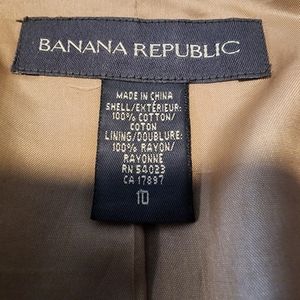 BANANA REPUBLIC
MADE IN CHINA
SHELL/EXTÉRIEUR:
100% COTTON/
COTON
LINING/DOUBLURE:
100% RAYON/
RAYONNE
RN 54023
CA 17897
10